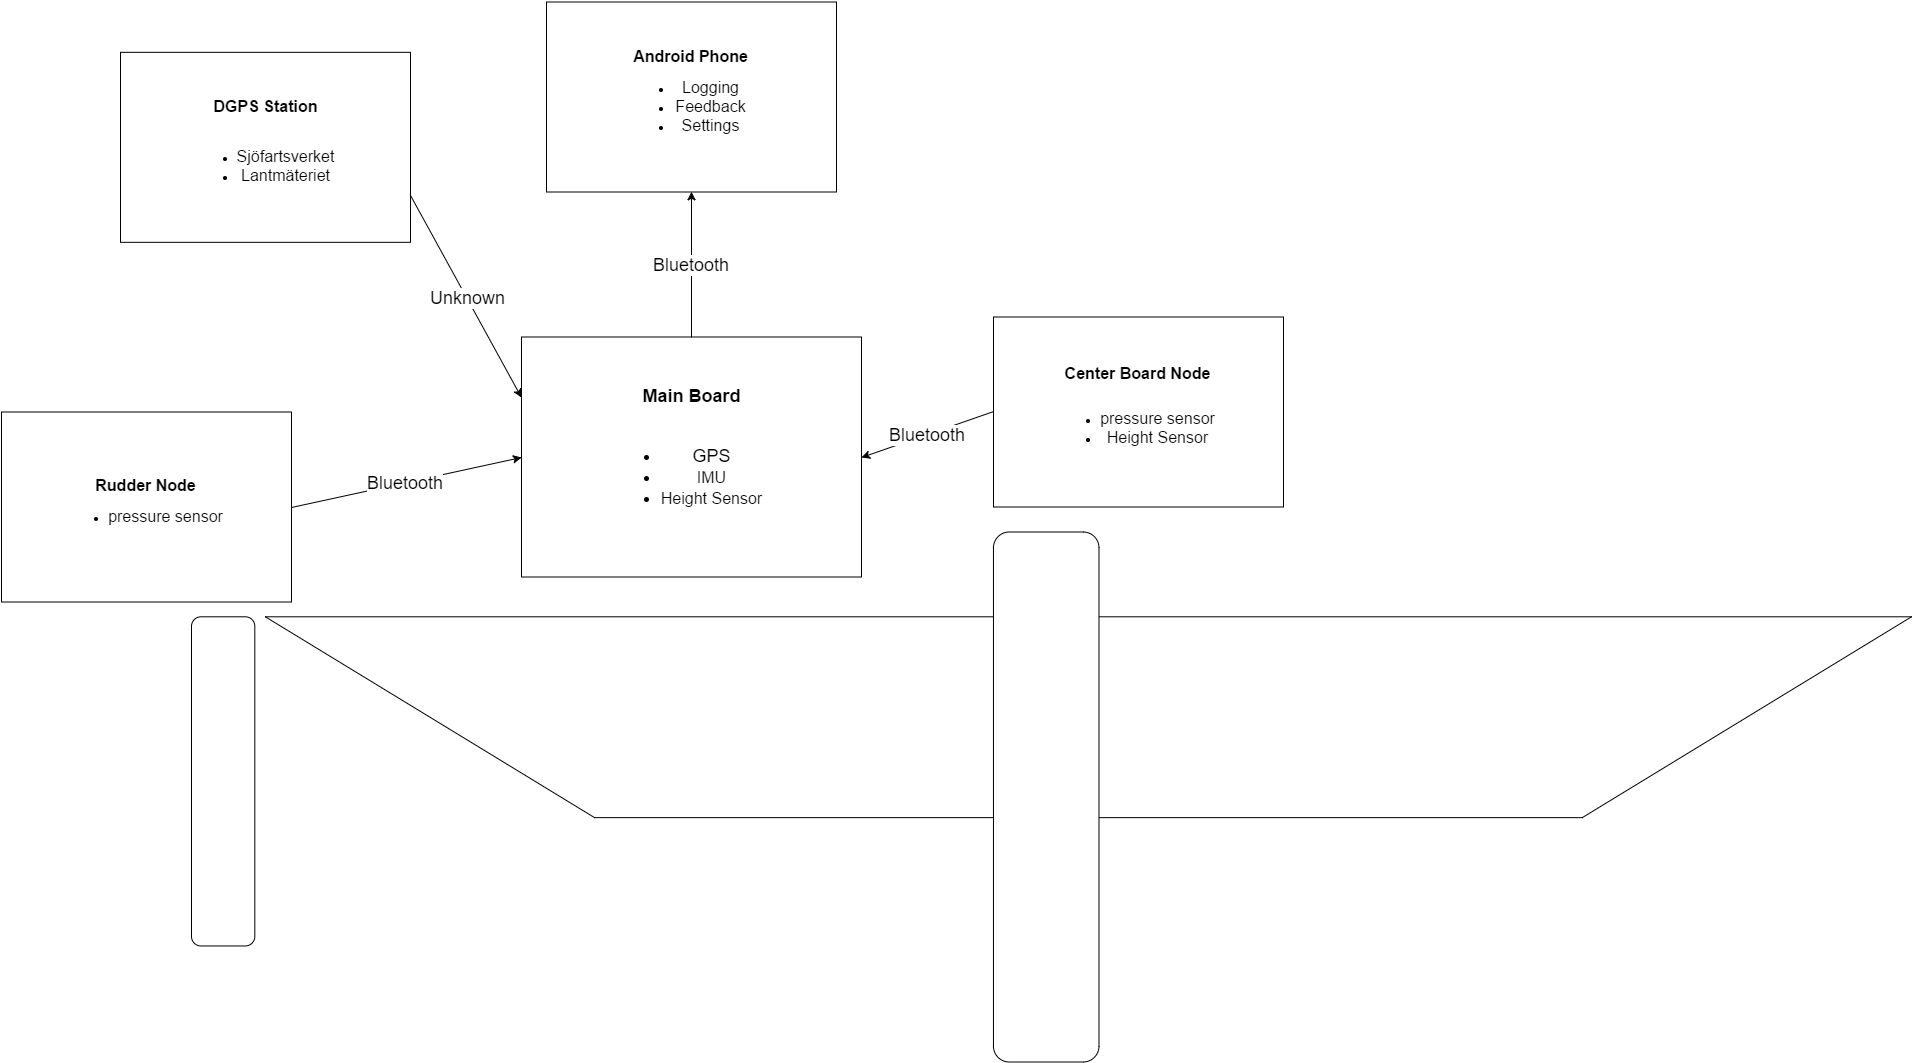 Android Phone
Logging
Feedback
Settings
DGPS Station
Sjöfartsverket
Lantmäteriet
Bluetooth
Unknown
Main Board
GPS
IMU
Height Sensor
Center Board Node
pressure sensor
Height Sensor
Bluetooth
Rudder Node
pressure sensor
Bluetooth